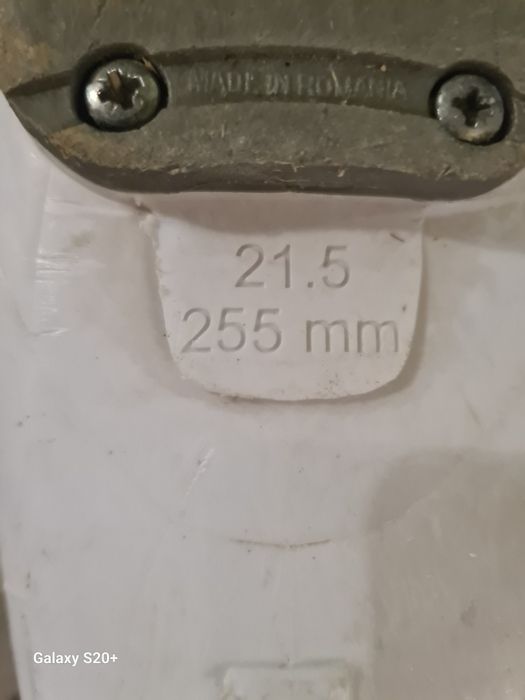 MADE IN ROMANIA
21.5
255 mm
Galaxy S20+